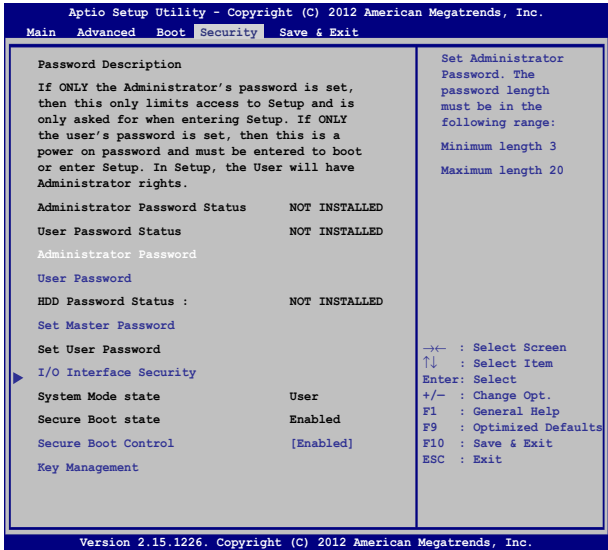 Aptio Setup Utility - Copyright (C) 2012 American Megatrends, Inc.
Main Advanced Boot Security Save & Exit
Password Description
If ONLY the Administrator's password is set,
then this only limits access to Setup and is
only asked for when entering Setup. If ONLY
the user's password is set, then this is a
power on password and must be entered to boot
or enter Setup. In Setup, the User will have
Administrator rights.
Administrator Password Status NOT INSTALLED
User Password Status NOT INSTALLED
Administrator Password
User Password
HDD Password Status : NOT INSTALLED
Set Master Password
Set User Password
I/O Interface Security
System Mode state User
Secure Boot state Enabled
Secure Boot Control [Enabled]
Key Management
Set Administrator
Password. The
password length
must be in the
following range:
Minimum length 3
Maximum length 20
→← : Select Screen
↑↓ : Select Item
Enter: Select
+/— : Change Opt.
F1 : General Help
F9 : Optimized Defaults
F10 : Save & Exit
ESC : Exit
Version 2.15.1226. Copyright (C) 2012 American Megatrends, Inc.